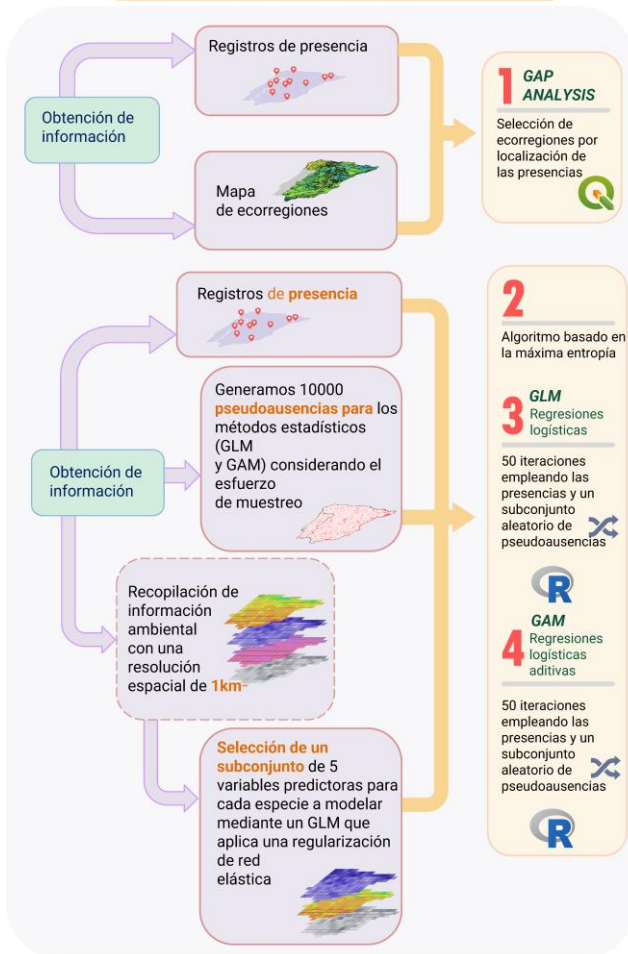 Registros de presencia
Obtención de
información
Mapa
de ecorregiones
1 GAP
ANALYSIS
Selección de
ecorregiones por
localización de
las presencias
Registros de presencia
Generamos 10000
pseudoausencias para los
métodos estadísticos
(GLM
y GAM) considerando el
esfuerzo
de muestreo
Obtención de
información
Recopilación de
información
ambiental
con una
resolución
espacial de 1km-
Selección de un
subconjunto de 5
variables predictoras para
cada especie a modelar
mediante un GLM que
aplica una regularización
de red
elástica
2
Algoritmo basado en
la máxima entropía
3 GLM
Regresiones
logísticas
50 iteraciones
empleando las
presencias y un
subconjunto
aleatorio de
pseudoausencias
R
4 GAM
Regresiones
logísticas
aditivas
50 iteraciones
empleando las
presencias y un
subconjunto
aleatorio de
pseudoausencias
R